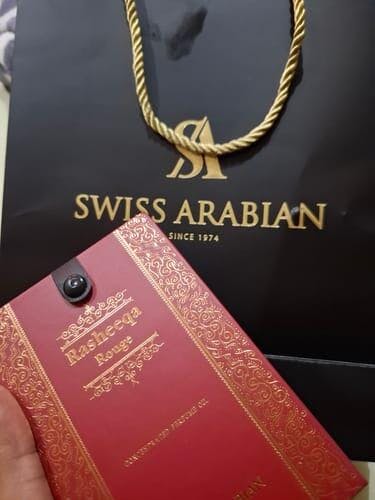 SA
SWISS ARABIAN
SINCE 1974
Rasheeqa
Rouge
CONCENTRATED PERFUME OIL